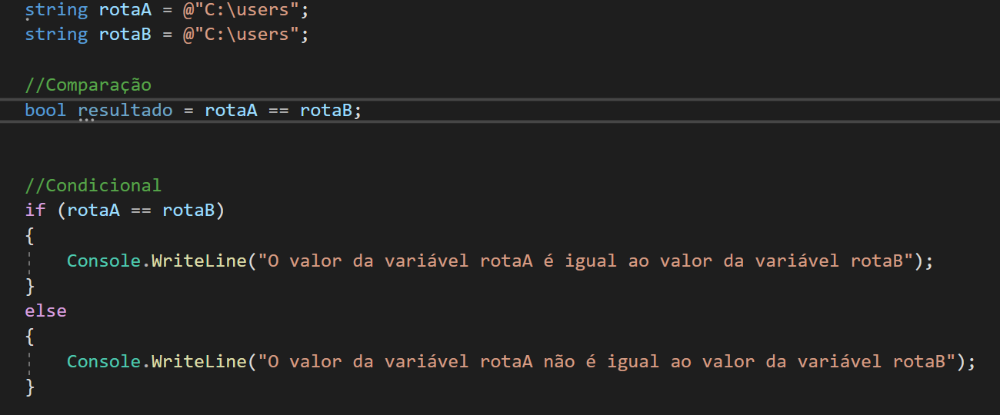 string rotaA = @"C:\users";
string rotaB = @"C:\users";
//Comparação
bool resultado = rotaA == rotaB;
//Condicional
if (rotaA == rotaB)
{
Console.WriteLine("O valor da variável rotaA é igual ao valor da variável rotaB");
}
else
{
Console.WriteLine("O valor da variável rotaA não é igual ao valor da variável rotaB");
}